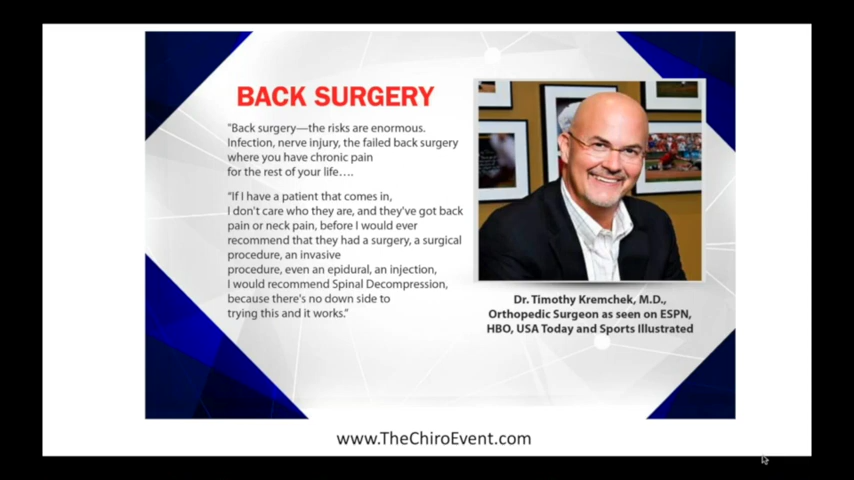 BACK SURGERY
"Back surgery—the risks are enormous.
Infection, nerve injury, the failed back surgery
where you have chronic pain
for the rest of your life....
"If I have a patient that comes in,
I don't care who they are, and they've got back
pain or neck pain, before I would ever
recommend that they had a surgery, a surgical
procedure, an invasive
procedure, even an epidural, an injection,
I would recommend Spinal Decompression,
because there's no down side to
trying this and it works."
Dr. Timothy Kremchek, M.D.,
Orthopedic Surgeon as seen on ESPN,
HBO, USA Today and Sports Illustrated
www.TheChiroEvent.com